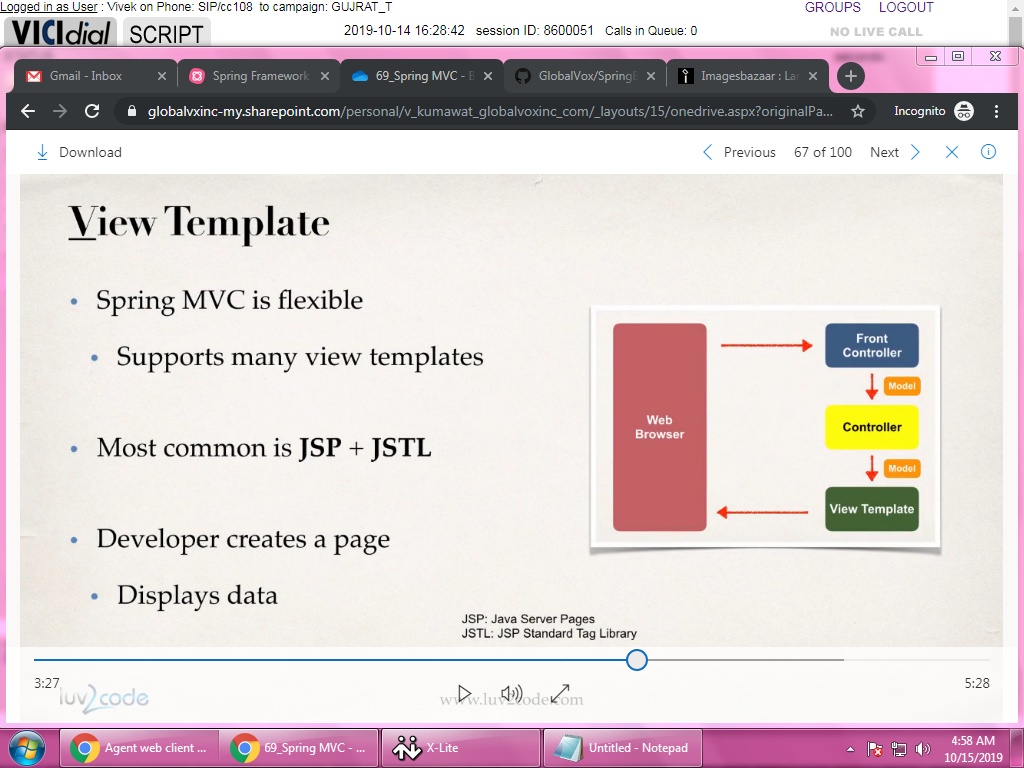 Logged in as User : Vivek on Phone: SIP/cc108 to campaign: GUJRAT_T
GROUPS LOGOUT
VICIdial SCRIPT 2019-10-14 16:28:42 session ID: 8600051 Calls in Queue: 0 NO LIVE CALL
Gmail - Inbox
Spring Framework
69_Spring MVC - B
GlobalVox/SpringB
Imagesbazaar : Lar
globalvxinc-my.sharepoint.com/personal/v_kumawat_globalvoxinc_com/_layouts/15/onedrive.aspx?originalPa... Incognito
Download Previous 67 of 100 Next
View Template
• Spring MVC is flexible
• Supports many view templates
• Most common is JSP + JSTL
• Developer creates a page
• Displays data
Web
Browser
Front
Controller
Model
Controller
Model
View Template
JSP: Java Server Pages
JSTL: JSP Standard Tag Library
3:27 5:28
luv2code
www.luv2code.com
Agent web client ...
69_Spring MVC - ...
X-Lite
Untitled - Notepad
4:58 AM
10/15/2019